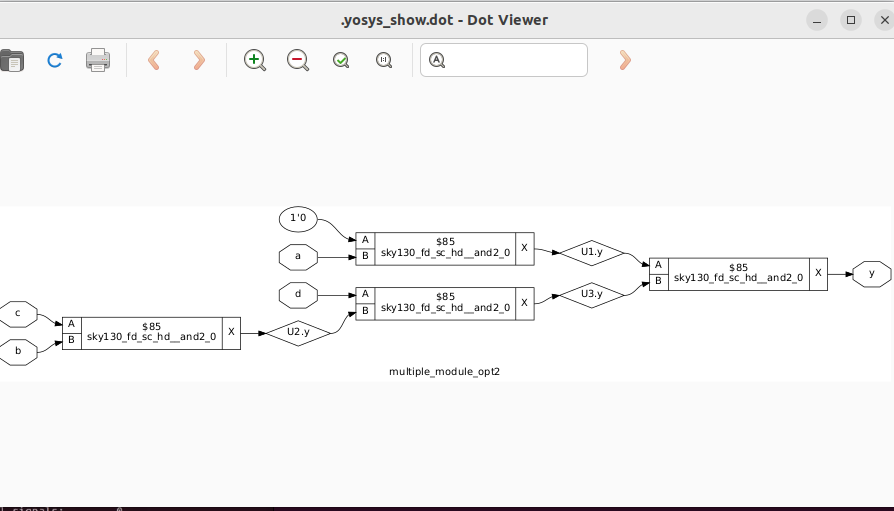 .yosys_show.dot - Dot Viewer
1'0
A
B
$85
sky130_fd_sc_hd__and2_0
X
U1.y
a
d
A
B
$85
sky130_fd_sc_hd__and2_0
X
U3.y
A
B
$85
sky130_fd_sc_hd__and2_0
X
y
c
b
A
B
$85
sky130_fd_sc_hd__and2_0
X
U2.y
multiple_module_opt2